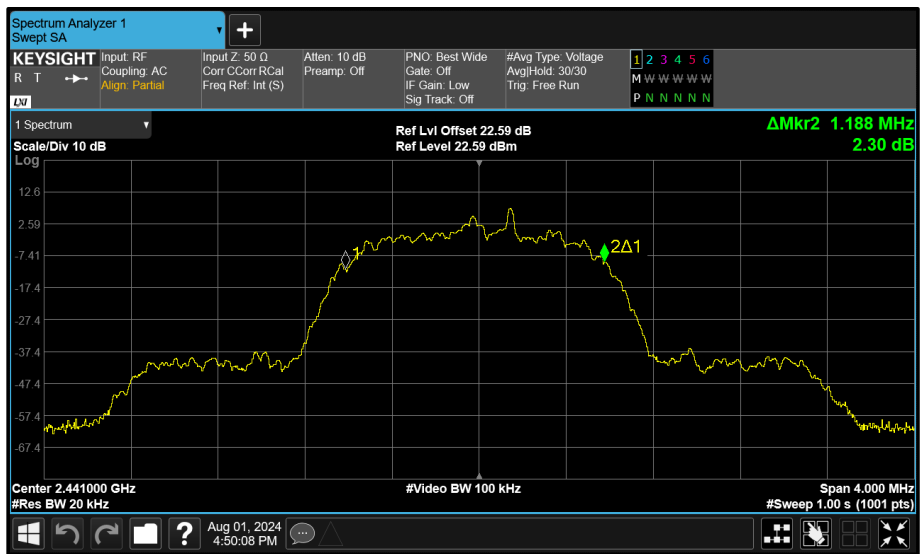 Spectrum Analyzer 1
Swept SA
+
KEYSIGHT
R T
LXI
Input: RF
Coupling: AC
Align: Partial
Input Z: 50 Ω
Corr CCorr RCal
Freq Ref: Int (S)
Atten: 10 dB
Preamp: Off
PNO: Best Wide
Gate: Off
IF Gain: Low
Sig Track: Off
#Avg Type: Voltage
Avg|Hold: 30/30
Trig: Free Run
1 2 3 4 5 6
M W W W W W
P N N N N N
1 Spectrum
Scale/Div 10 dB
Ref Lvl Offset 22.59 dB
Ref Level 22.59 dBm
ΔMkr2 1.188 MHz
2.30 dB
Log
12.6
2.59
-7.41
-17.4
-27.4
-37.4
-47.4
-57.4
-67.4
1
2Δ1
Center 2.441000 GHz
#Res BW 20 kHz
#Video BW 100 kHz
Span 4.000 MHz
#Sweep 1.00 s (1001 pts)
?
Aug 01, 2024
4:50:08 PM